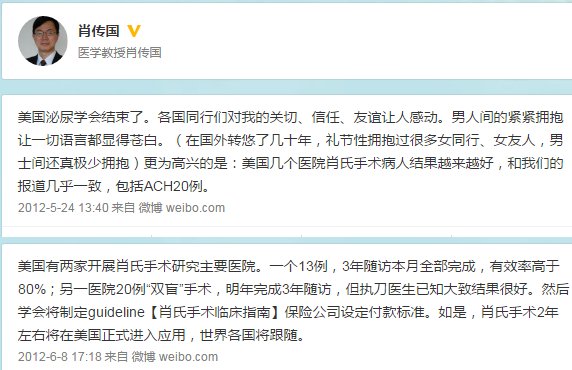 肖传国
医学教授肖传国
美国泌尿学会结束了。各国同行们对我的关切、信任、友谊让人感动。男人间的紧紧拥抱
让一切语言都显得苍白。（在国外转悠了几十年，礼节性拥抱过很多女同行、女友人，男
士间还真极少拥抱）更为高兴的是：美国几个医院肖氏手术病人结果越来越好，和我们的
报道几乎一致，包括ACH20例。
2012-5-24 13:40 来自 微博 weibo.com
美国有两家开展肖氏手术研究主要医院。一个13例，3年随访本月全部完成，有效率高于
80%；另一医院20例“双盲”手术，明年完成3年随访，但执刀医生已知大致结果很好。然后
学会将制定guideline【肖氏手术临床指南】保险公司设定付款标准。如是，肖氏手术2年
左右将在美国正式进入应用，世界各国将跟随。
2012-6-8 17:18 来自 微博 weibo.com